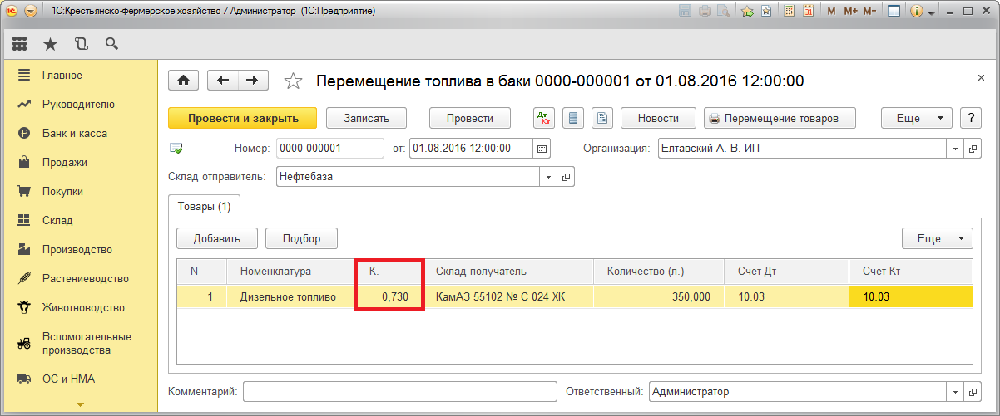 1С:Крестьянско-Фермерское хозяйство / Администратор (1С:Предприятие)
M M+ M-
Главное
Руководителю
Банк и касса
Продажи
Покупки
Склад
Производство
Растениеводство
Животноводство
Вспомогательные
производства
ОС и НМА
Перемещение топлива в баки 0000-000001 от 01.08.2016 12:00:00
Провести и закрыть Записать Провести Дт Кт Новости Перемещение товаров Еще ?
Номер: 0000-000001 от: 01.08.2016 12:00:00 Организация: Елтавский А. В. ИП
Склад отправитель: Нефтебаза
Товары (1)
Добавить Подбор Еще
N Номенклатура К. Склад получатель Количество (л.) Счет Дт Счет Кт
1 Дизельное топливо 0,730 КамАЗ 55102 № С 024 ХК 350,000 10.03 10.03
Комментарий: Ответственный: Администратор